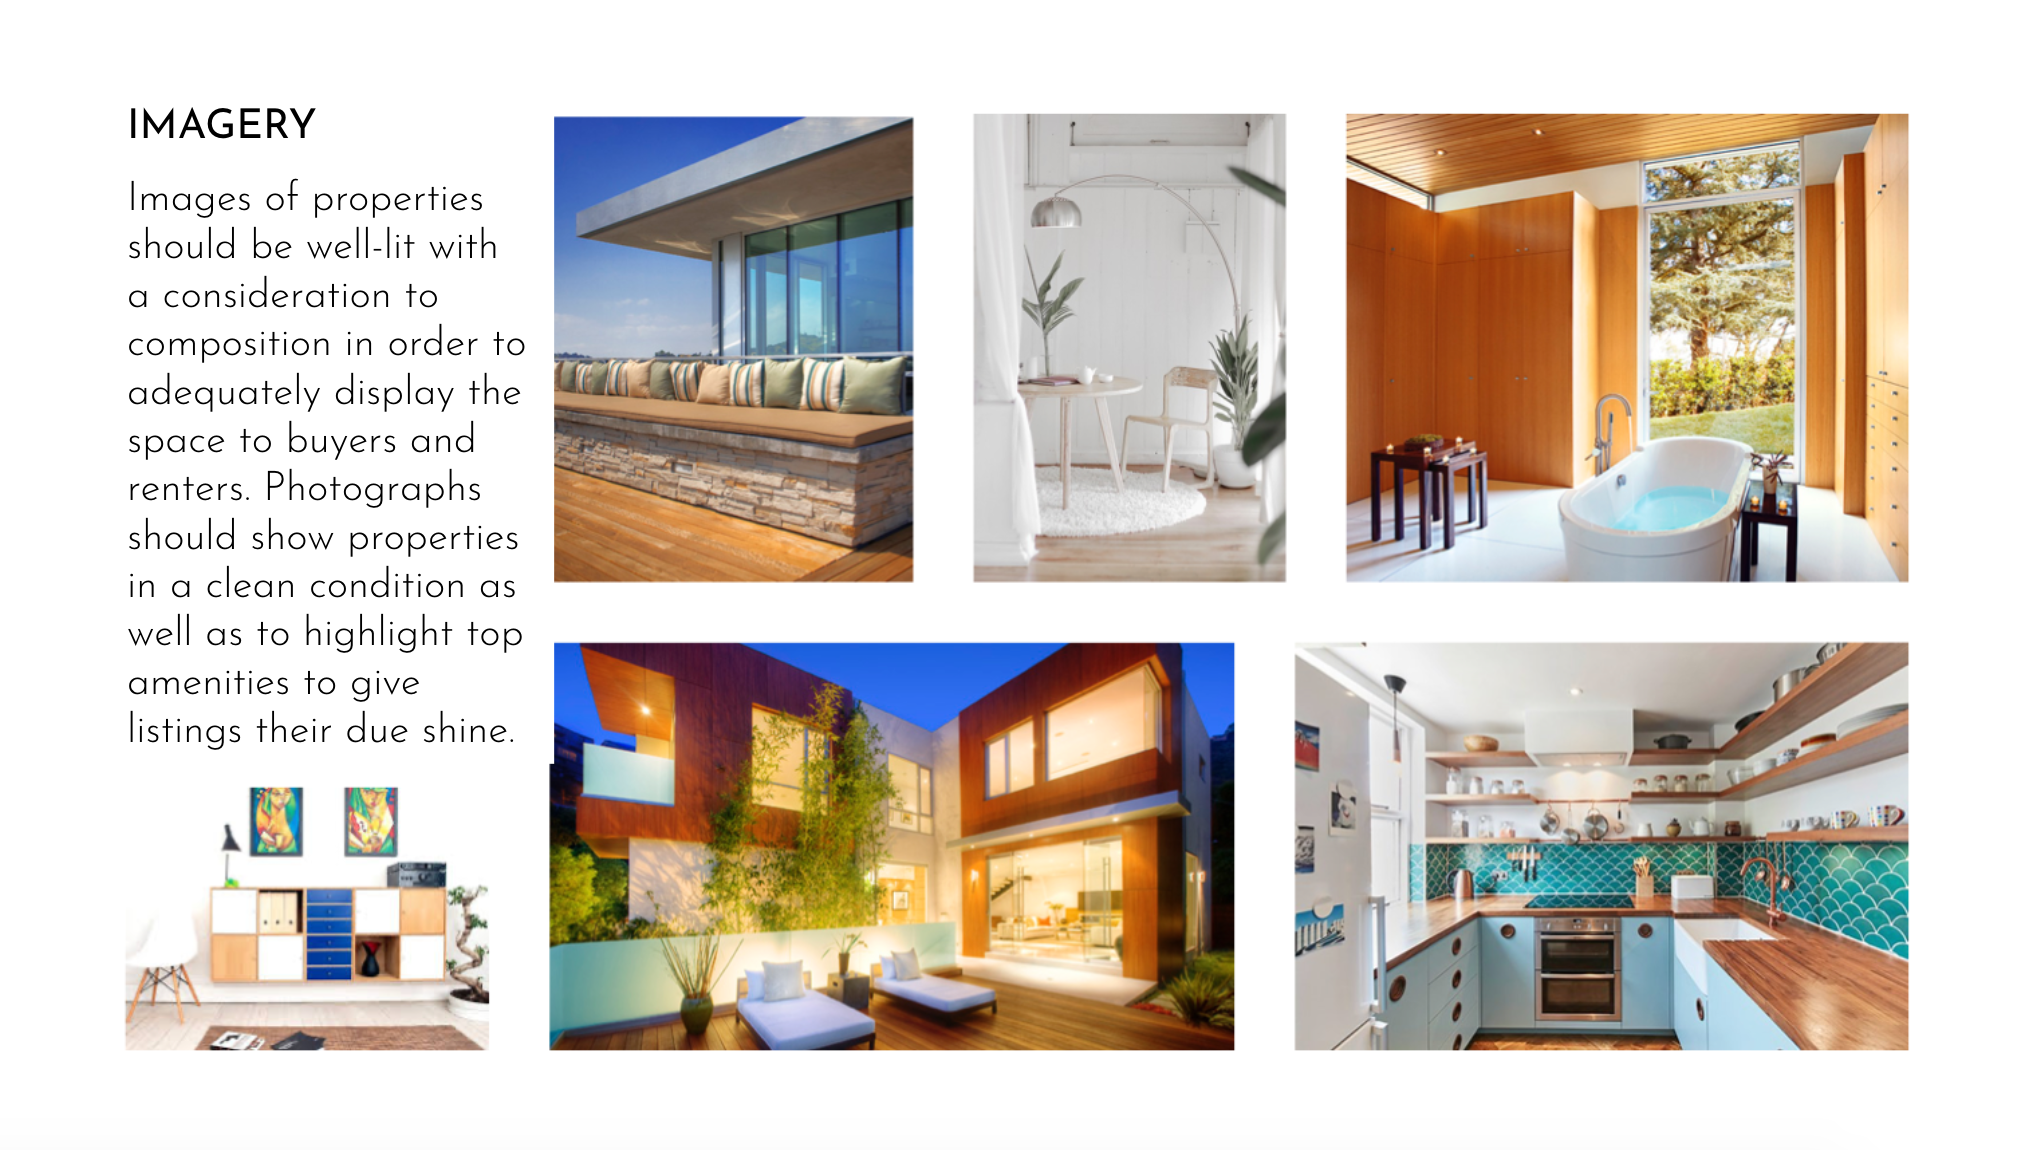 IMAGERY
Images of properties
should be well-lit with
a consideration to
composition in order to
adequately display the
space to buyers and
renters. Photographs
should show properties
in a clean condition as
well as to highlight top
amenities to give
listings their due shine.